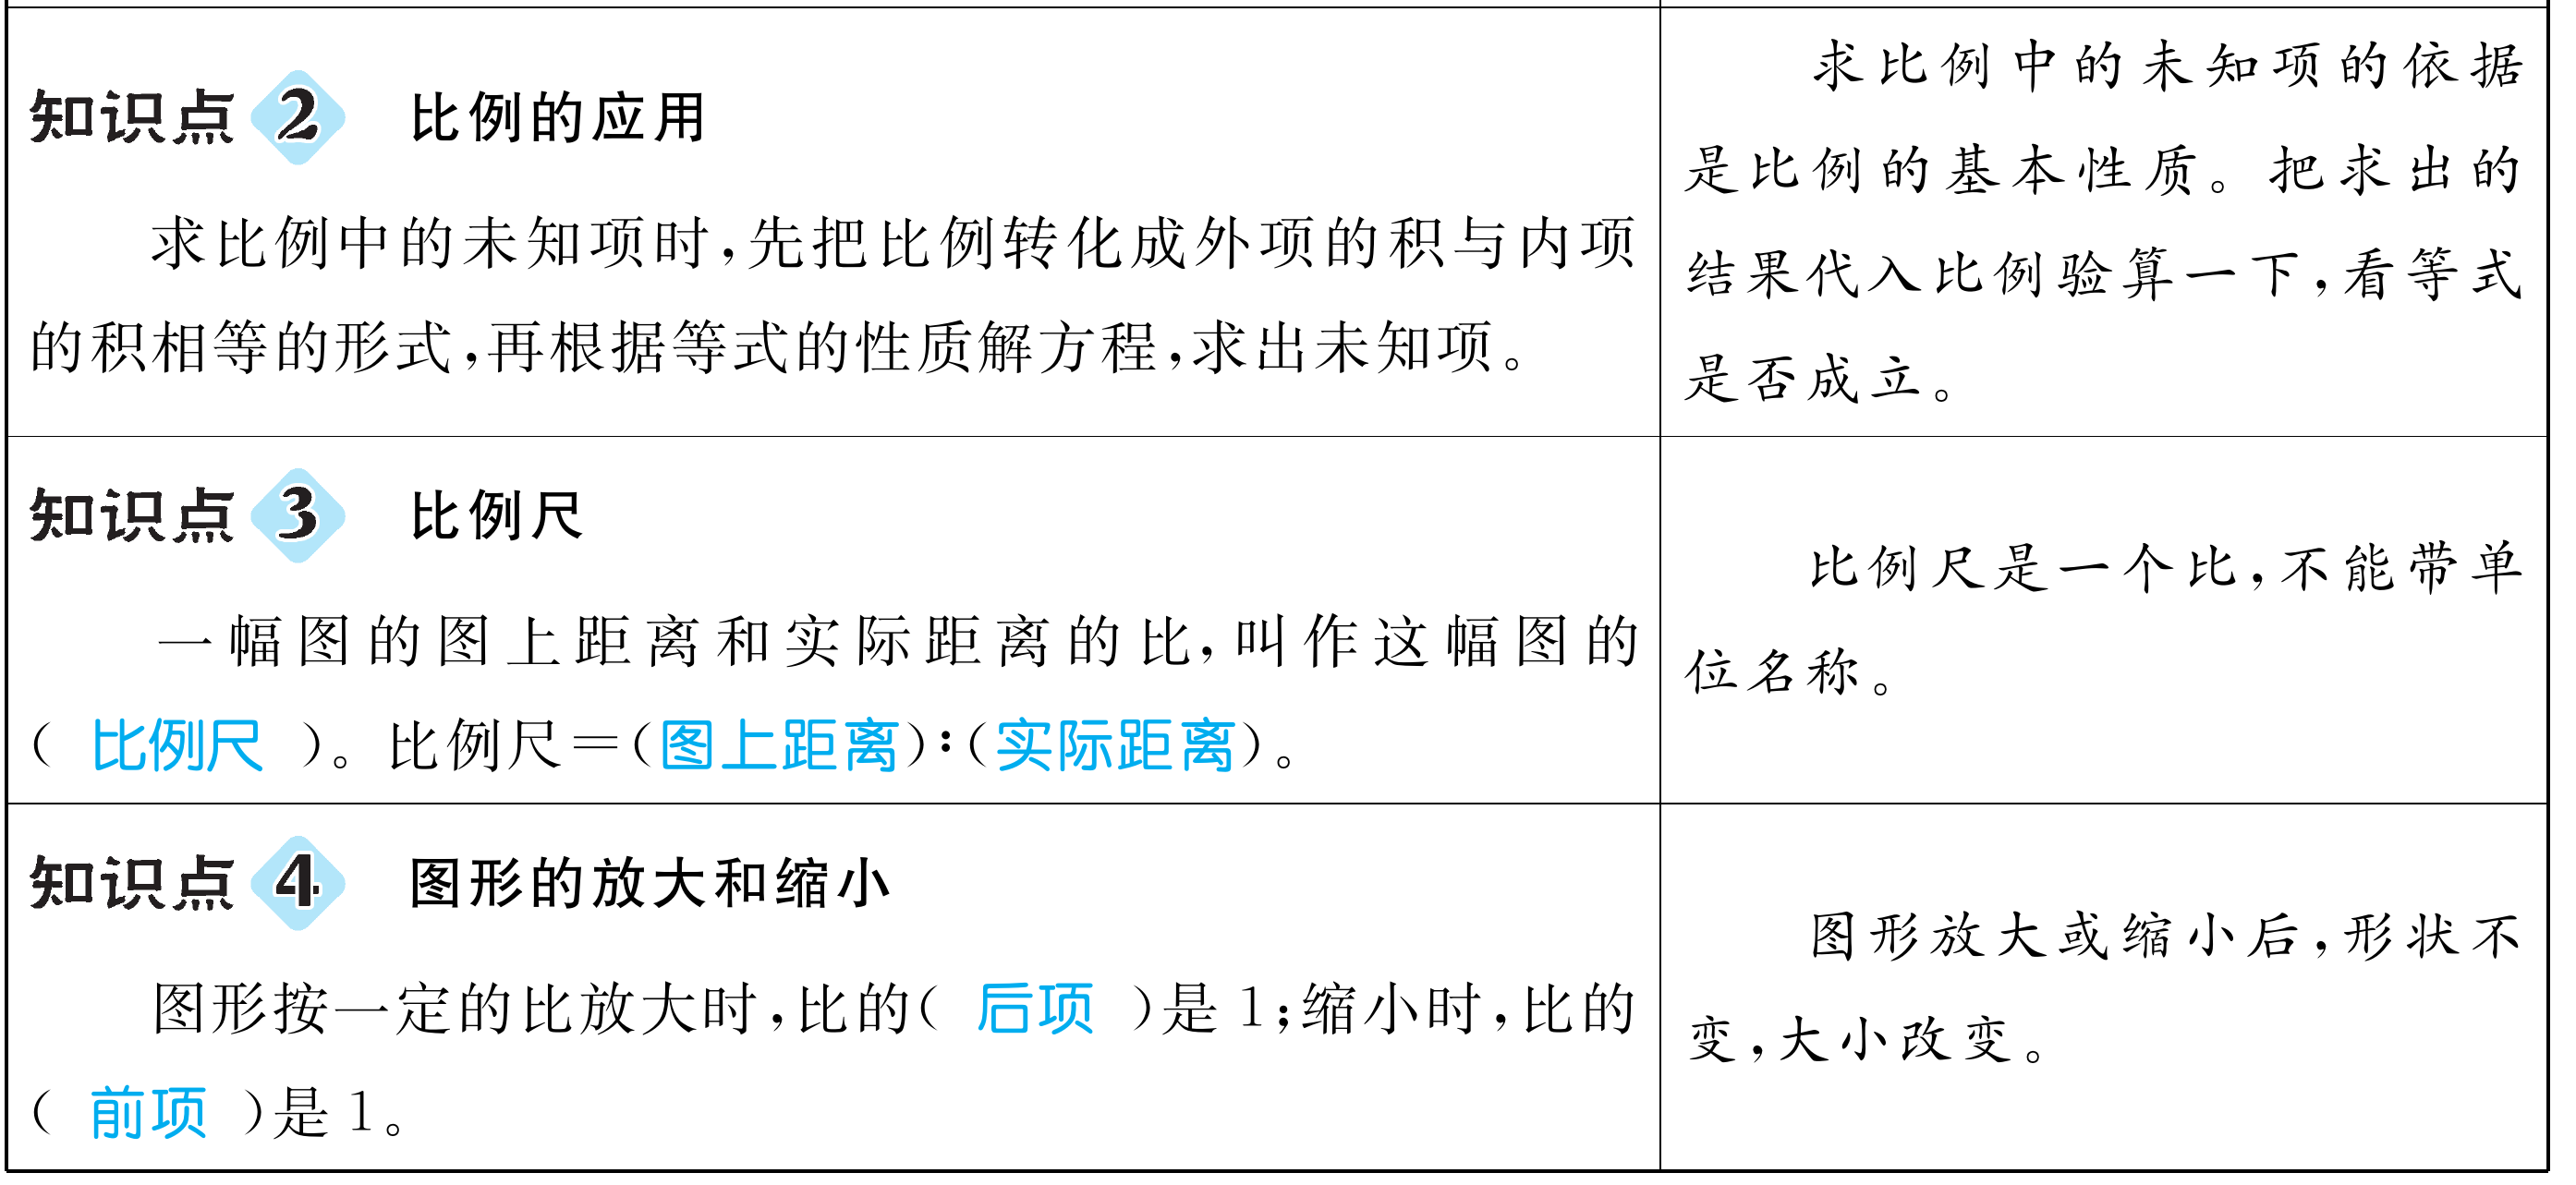 知识点2 比例的应用
求比例中的未知项时,先把比例转化成外项的积与内项
的积相等的形式,再根据等式的性质解方程,求出未知项。
求比例中的未知项的依据
是比例的基本性质。把求出的
结果代入比例验算一下,看等式
是否成立。
知识点3 比例尺
一幅图的图上距离和实际距离的比,叫作这幅图的
( 比例尺 )。比例尺=(图上距离):(实际距离)。
比例尺是一个比,不能带单
位名称。
知识点4 图形的放大和缩小
图形按一定的比放大时,比的( 后项 )是1;缩小时,比的
( 前项 )是1。
图形放大或缩小后,形状不
变,大小改变。